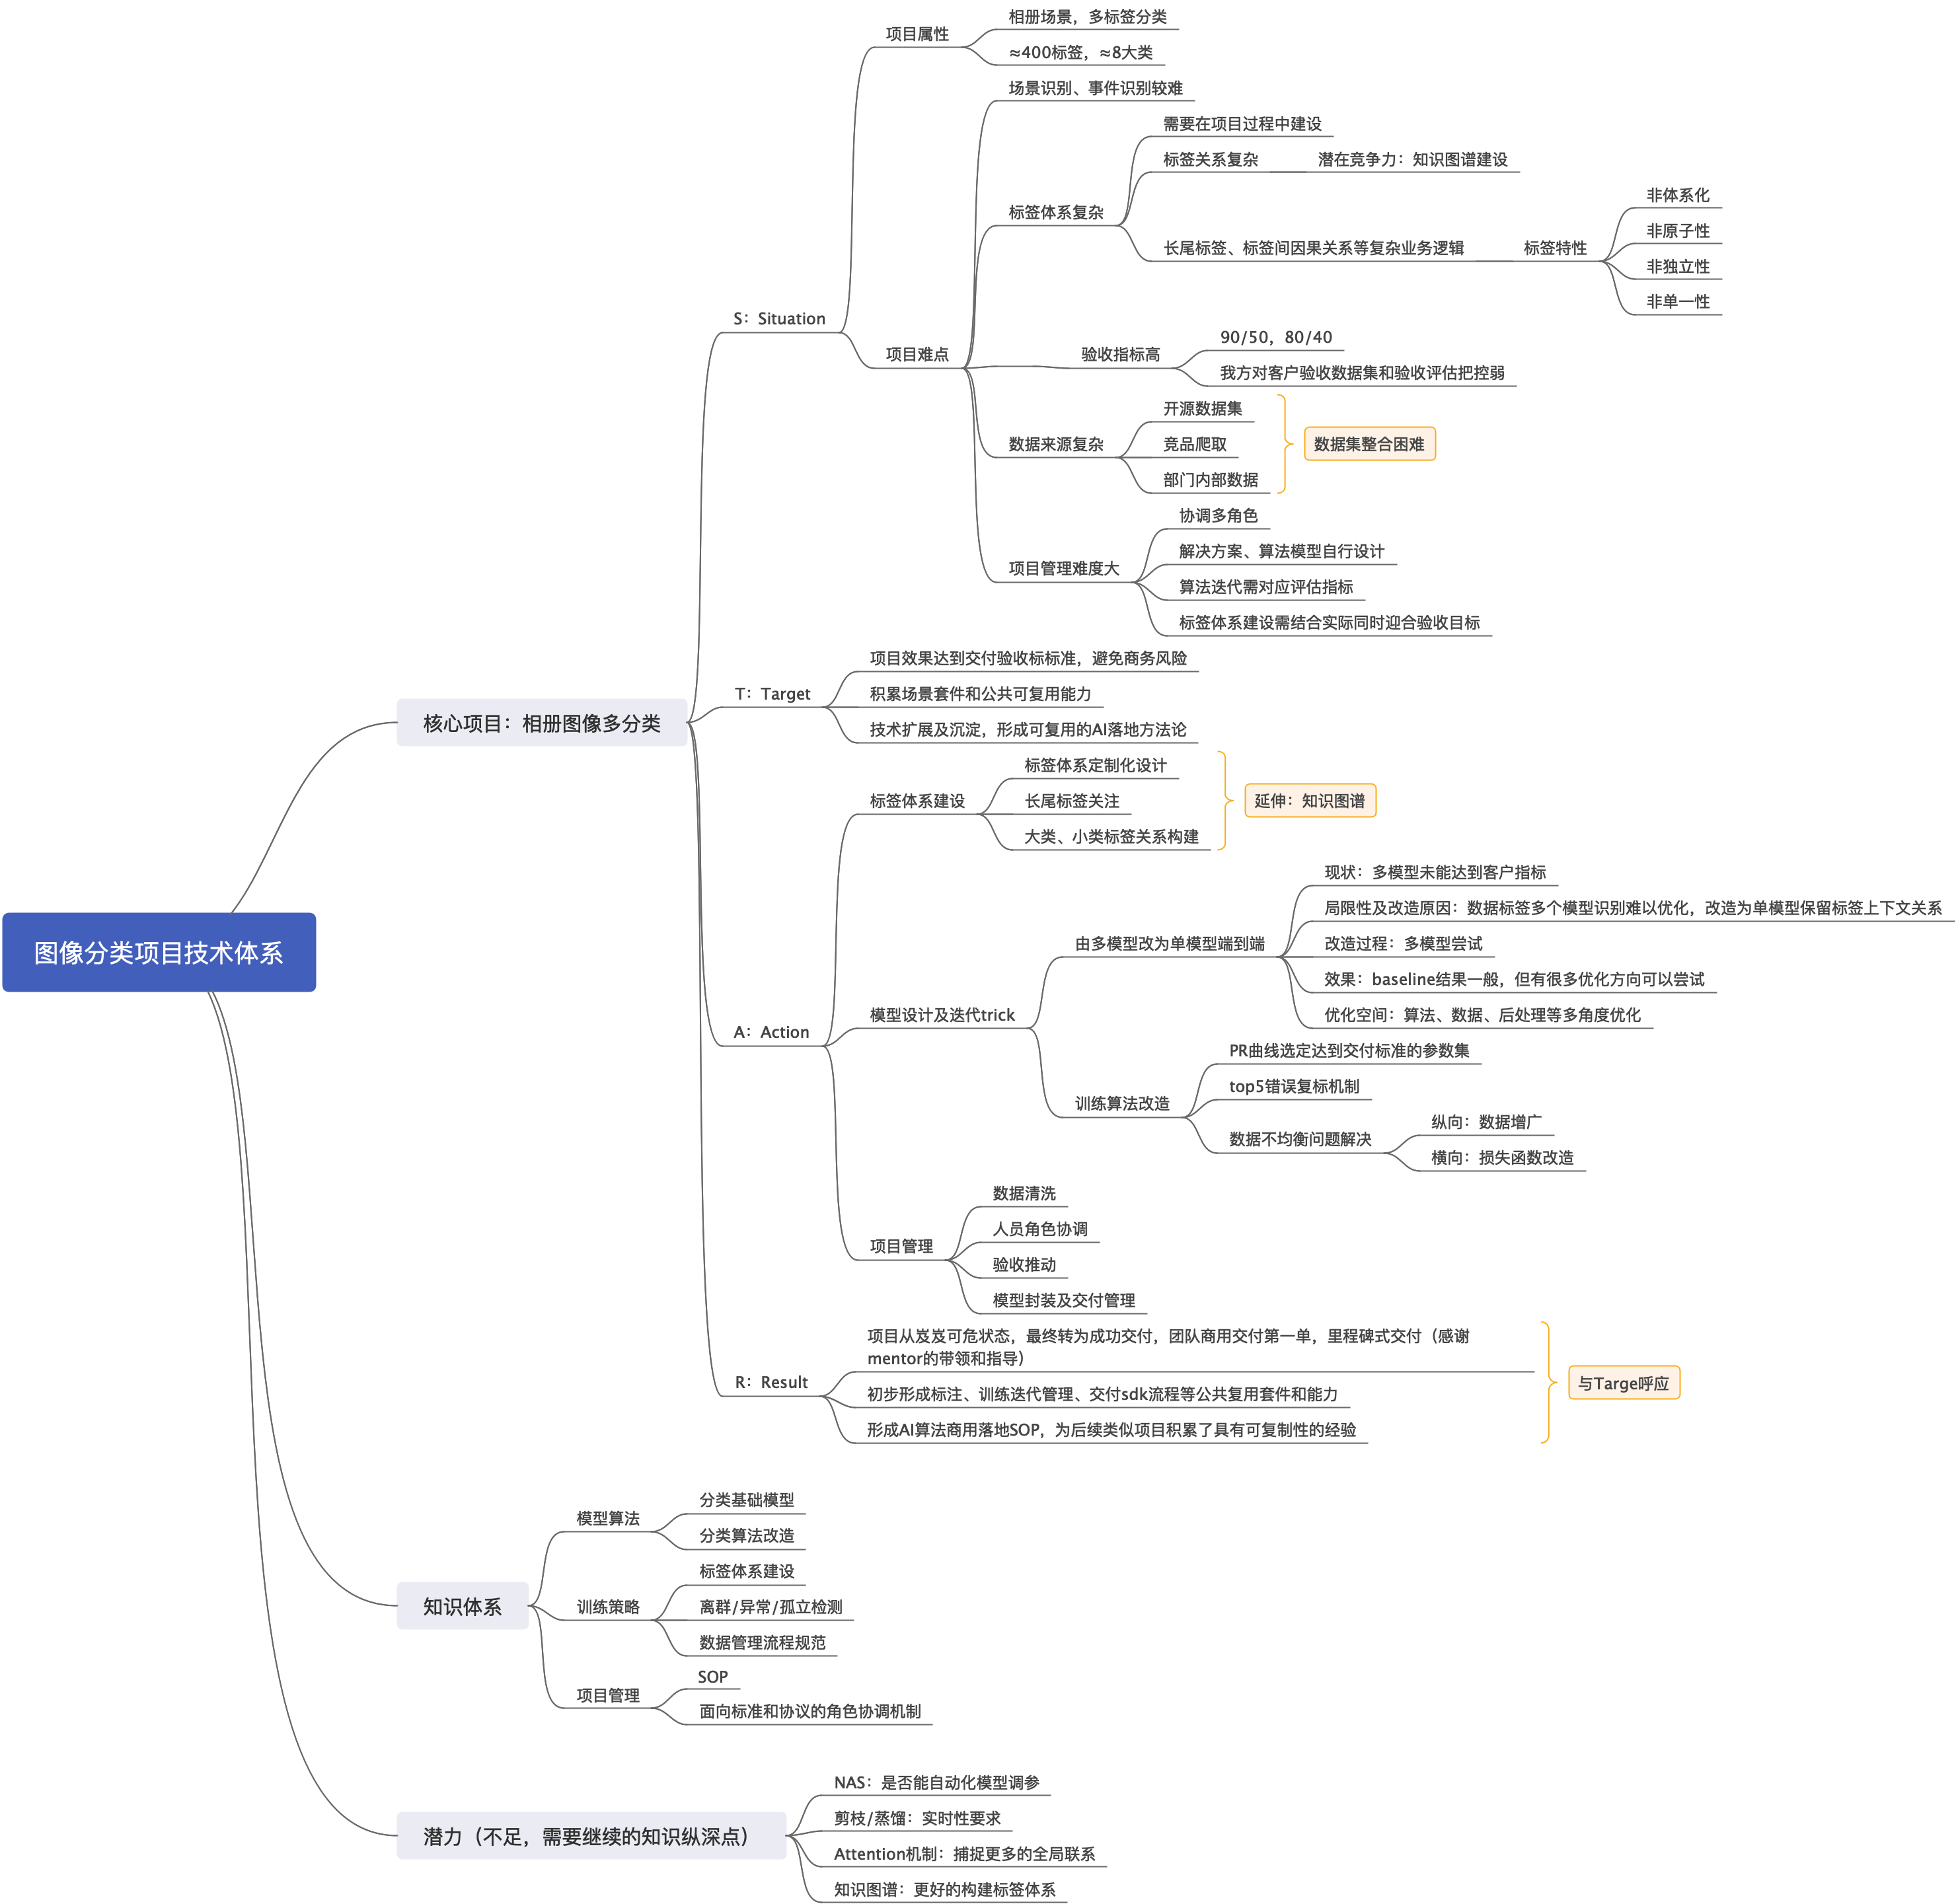 图像分类项目技术体系
核心项目：相册图像多分类
S：Situation
项目属性
相册场景，多标签分类
≈400标签，≈8大类
项目难点
场景识别、事件识别较难
标签体系复杂
需要在项目过程中建设
标签关系复杂
潜在竞争力：知识图谱建设
长尾标签、标签间因果关系等复杂业务逻辑
标签特性
非体系化
非原子性
非独立性
非单一性
验收指标高
90/50，80/40
我方对客户验收数据集和验收评估把控弱
数据来源复杂
开源数据集
竞品爬取
部门内部数据
数据集整合困难
项目管理难度大
协调多角色
解决方案、算法模型自行设计
算法迭代需对应评估指标
标签体系建设需结合实际同时迎合验收目标
T：Target
项目效果达到交付验收标标准，避免商务风险
积累场景套件和公共可复用能力
技术扩展及沉淀，形成可复用的AI落地方法论
A：Action
标签体系建设
标签体系定制化设计
长尾标签关注
大类、小类标签关系构建
延伸：知识图谱
模型设计及迭代trick
由多模型改为单模型端到端
现状：多模型未能达到客户指标
局限性及改造原因：数据标签多个模型识别难以优化，改造为单模型保留标签上下文关系
改造过程：多模型尝试
效果：baseline结果一般，但有很多优化方向可以尝试
优化空间：算法、数据、后处理等多角度优化
训练算法改造
PR曲线选定达到交付标准的参数集
top5错误复标机制
数据不均衡问题解决
纵向：数据增广
横向：损失函数改造
项目管理
数据清洗
人员角色协调
验收推动
模型封装及交付管理
R：Result
项目从岌岌可危状态，最终转为成功交付，团队商用交付第一单，里程碑式交付（感谢
mentor的带领和指导）
初步形成标注、训练迭代管理、交付sdk流程等公共复用套件和能力
形成AI算法商用落地SOP，为后续类似项目积累了具有可复制性的经验
与Targe呼应
知识体系
模型算法
分类基础模型
分类算法改造
训练策略
标签体系建设
离群/异常/孤立检测
数据管理流程规范
项目管理
SOP
面向标准和协议的角色协调机制
潜力（不足，需要继续的知识纵深点）
NAS：是否能自动化模型调参
剪枝/蒸馏：实时性要求
Attention机制：捕捉更多的全局联系
知识图谱：更好的构建标签体系